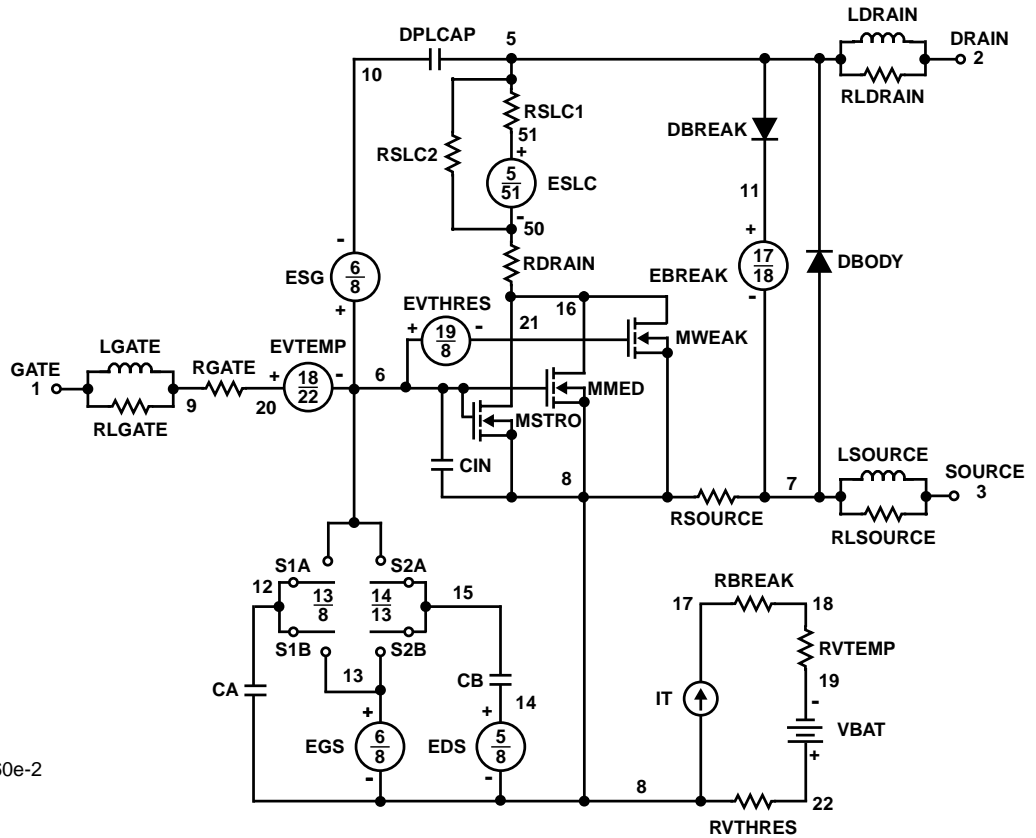 LDRAIN
DPLCAP 5 DRAIN
10 2
RLDRAIN
RSLC1
DBREAK
51
+
RSLC2
5
51
ESLC
11
-
50
+
-
17
18
RDRAIN
EBREAK
DBODY
6
8
ESG
-
EVTHRES
16
+
+
19
8
-
21
MWEAK
LGATE
EVTEMP
GATE
1
RGATE
+
18
22
-
6
MMED
9
20
RLGATE
MSTRO
LSOURCE
CIN
8
7
SOURCE
3
RSOURCE
RLSOURCE
S1A
S2A
12
13
8
14
13
15
RBREAK
17
18
S1B
S2B
RVTEMP
13
CB
CA
19
14
IT
-
+
+
VBAT
EGS
6
8
EDS
5
8
+
-
-
60e-2
8
22
RVTHRES